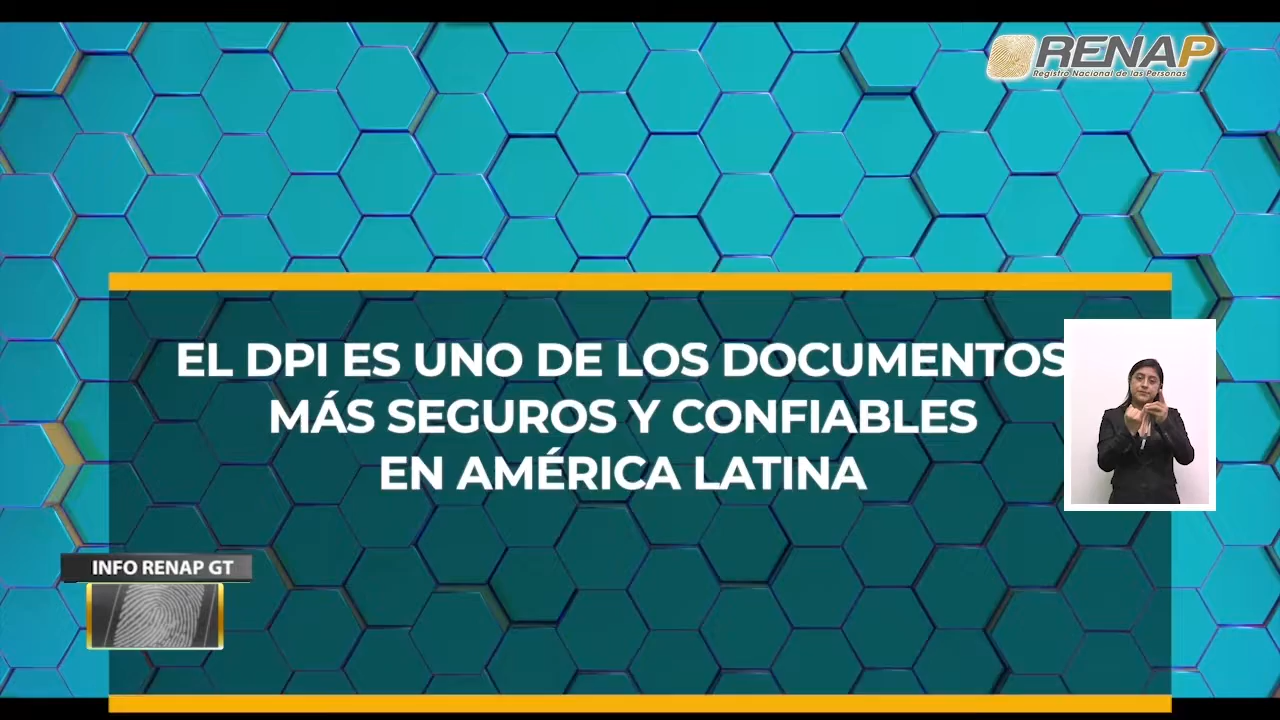 RENAP
Registro Nacional de las Personas
EL DPI ES UNO DE LOS DOCUMENTOS
MÁS SEGUROS Y CONFIABLES
EN AMÉRICA LATINA
INFO RENAP GT